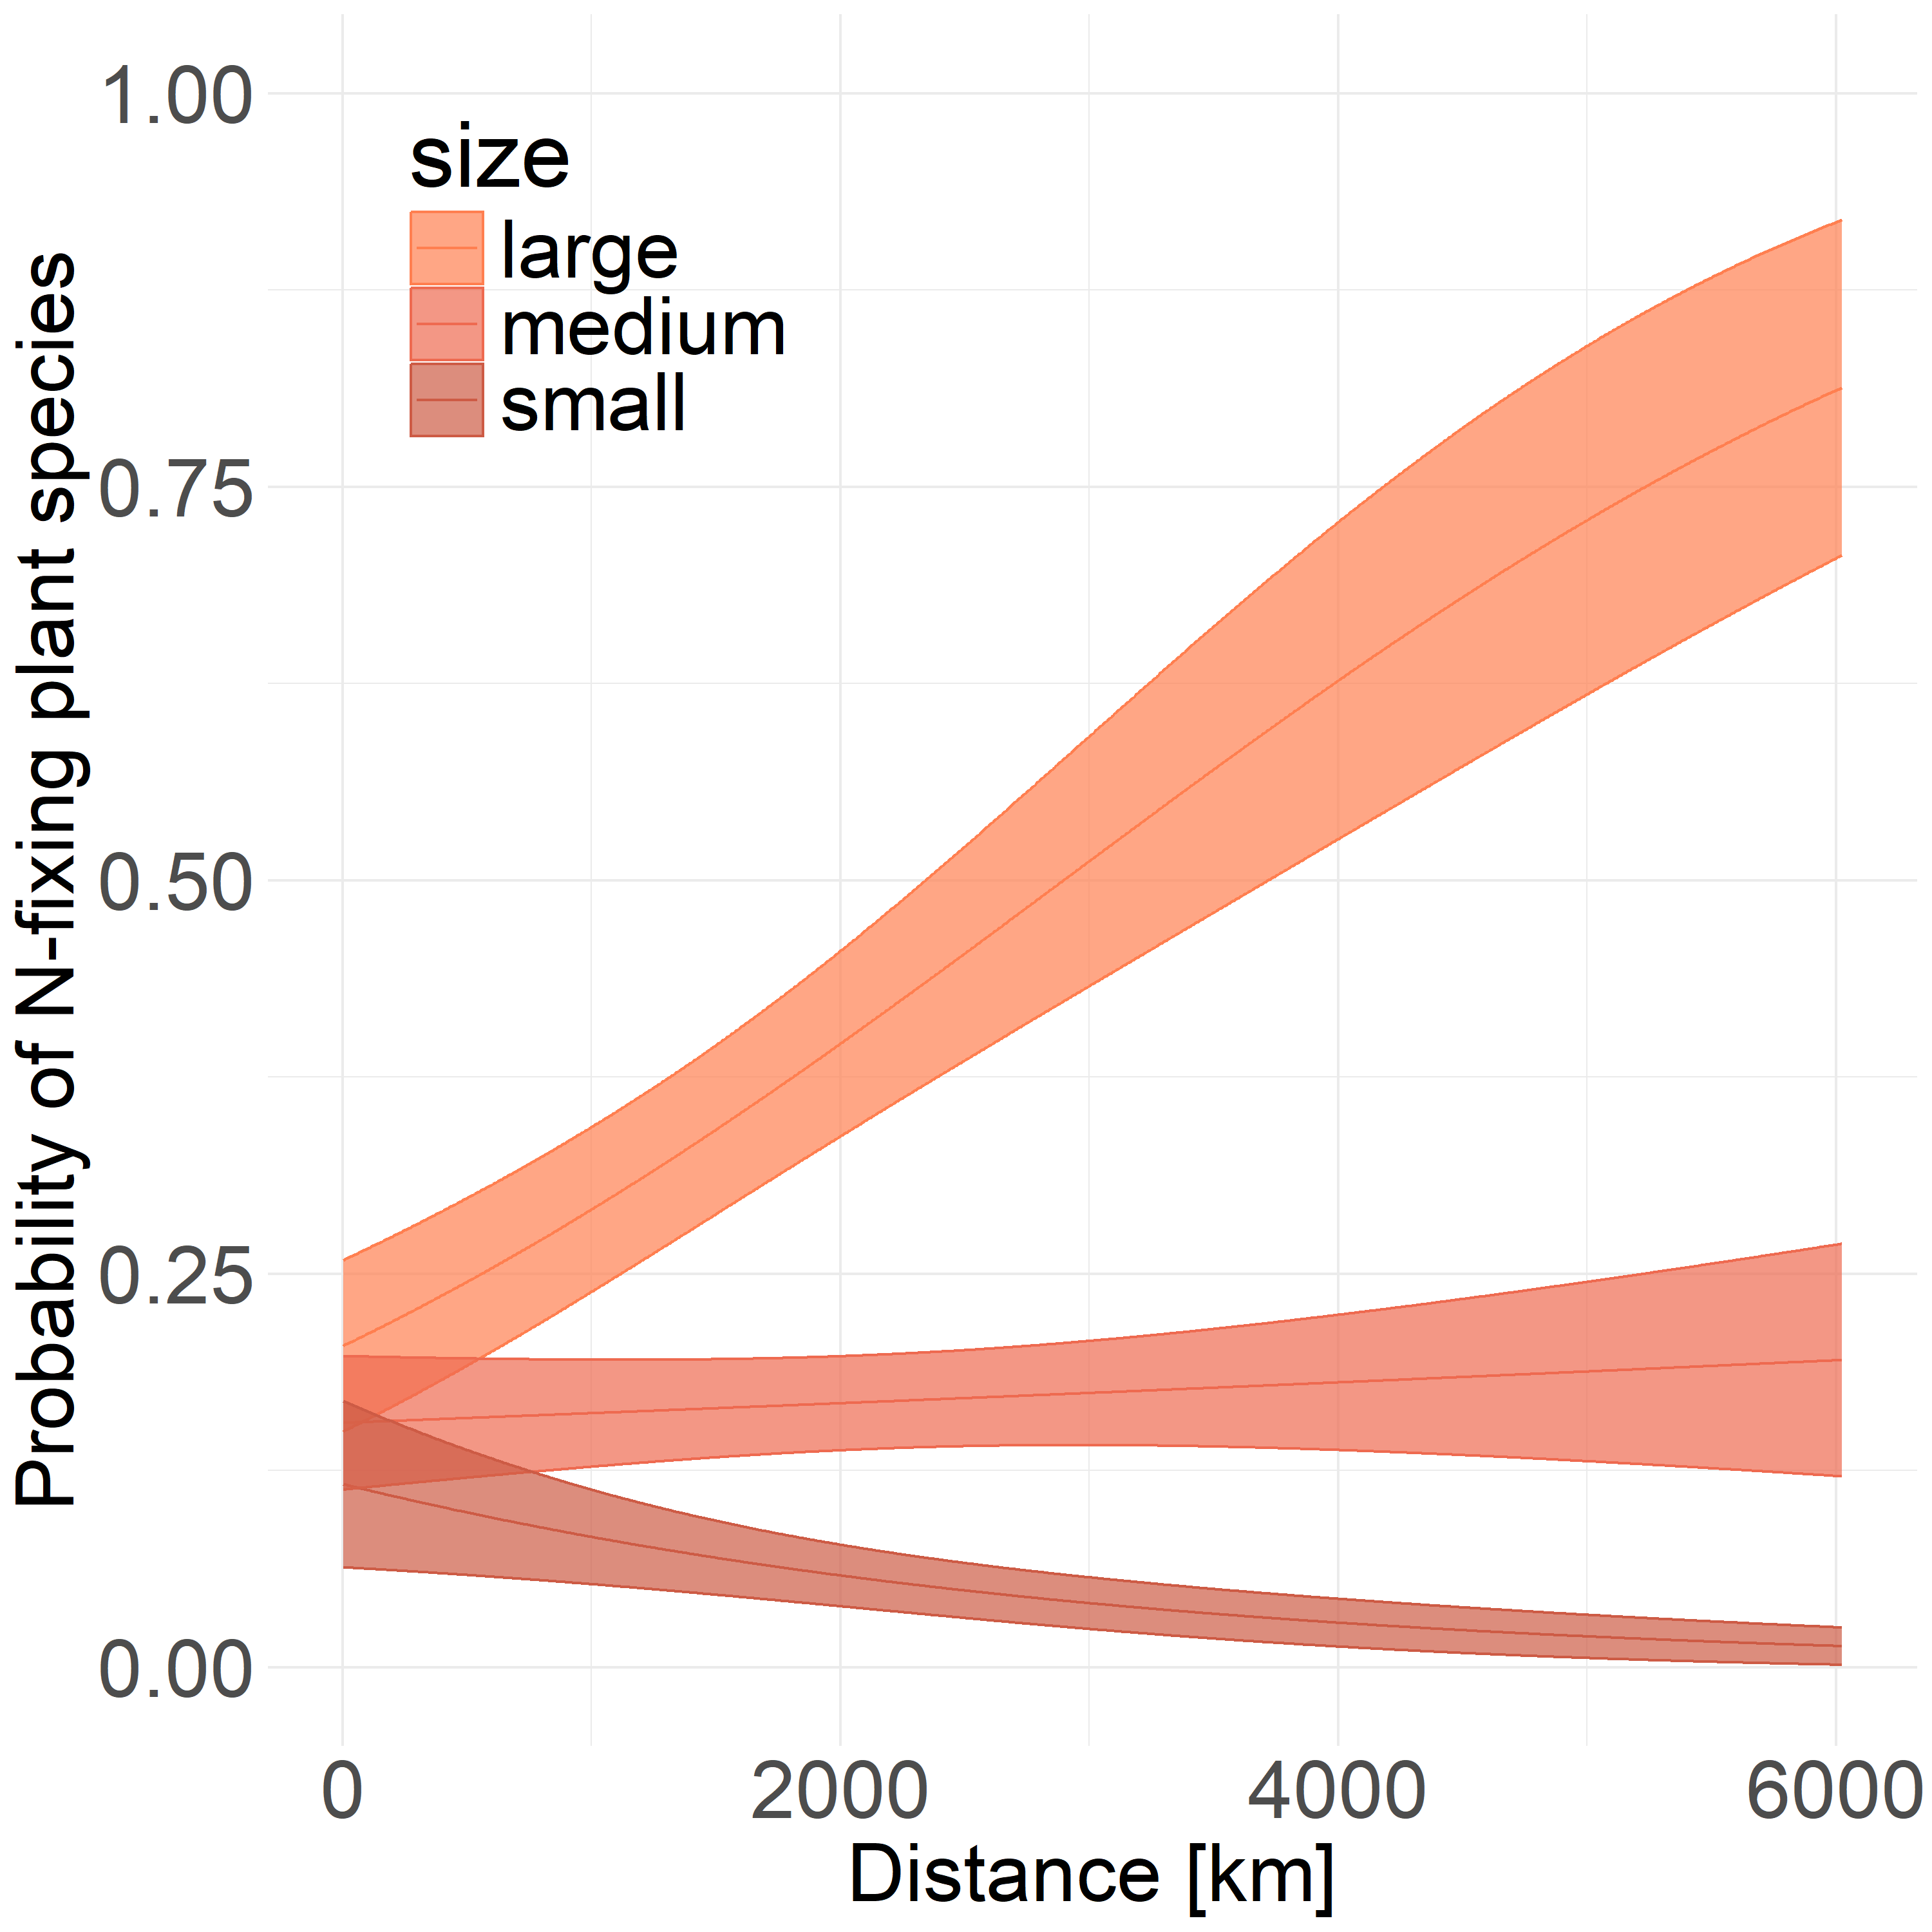 Probability of N-fixing plant species
1.00
0.75
0.50
0.25
0.00
size
large
medium
small
0 2000 4000 6000
Distance [km]